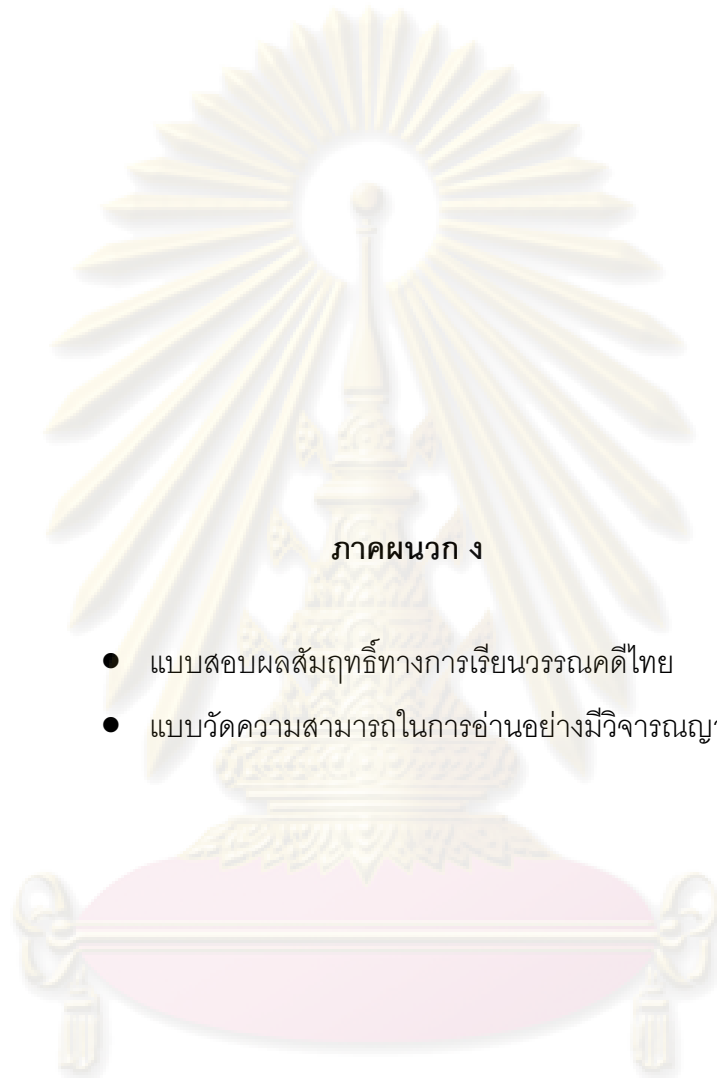 ภาคผนวก ง
● แบบสอบผลสัมฤทธิ์ทางการเรียนวรรณคดีไทย
● แบบวัดความสามารถในการอ่านอย่างมีวิจารณญา